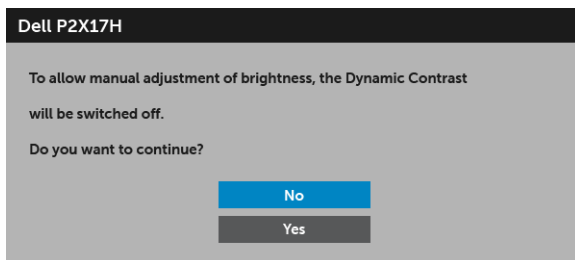 Dell P2X17H
To allow manual adjustment of brightness, the Dynamic Contrast
will be switched off.
Do you want to continue?
No
Yes